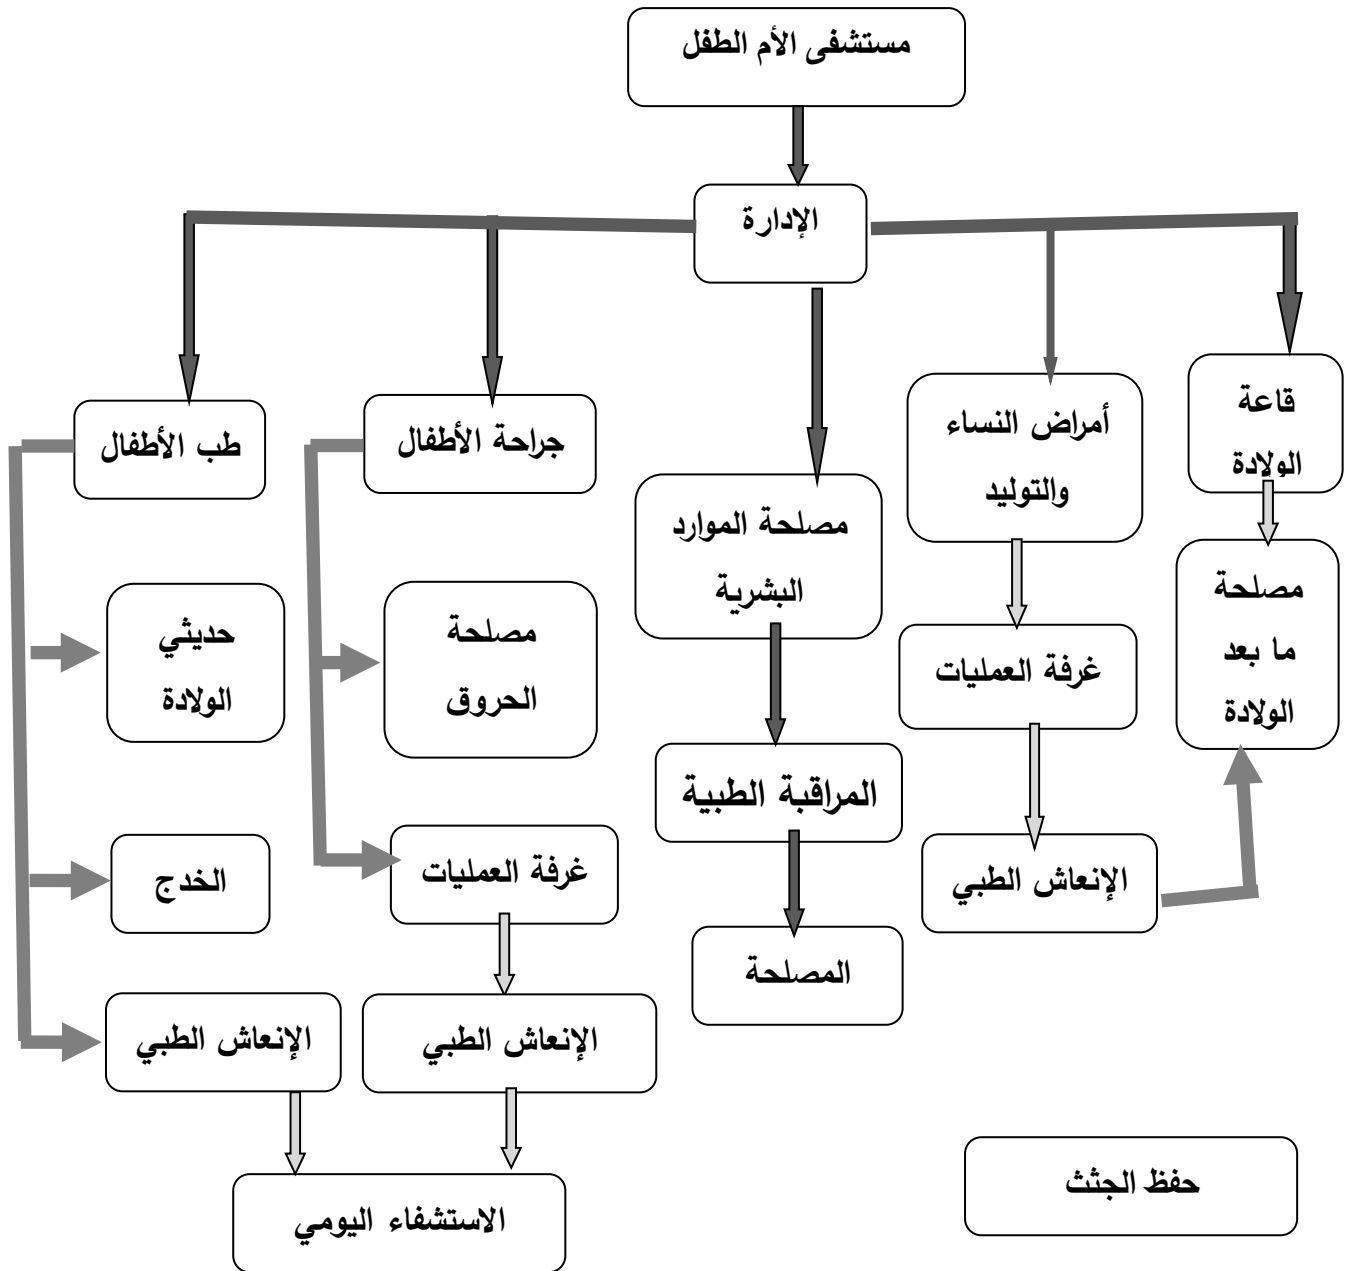 مستشفى الأم الطفل
الإدارة
قاعة
الولادة
أمراض النساء
والتوليد
جراحة الأطفال
طب الأطفال
مصلحة الموارد
البشرية
مصلحة
ما بعد
الولادة
مصلحة
الحروق
حديثي
الولادة
غرفة العمليات
المراقبة الطبية
الإنعاش الطبي
غرفة العمليات
الخدج
المصلحة
الإنعاش الطبي
الإنعاش الطبي
حفظ الجثث
الاستشفاء اليومي